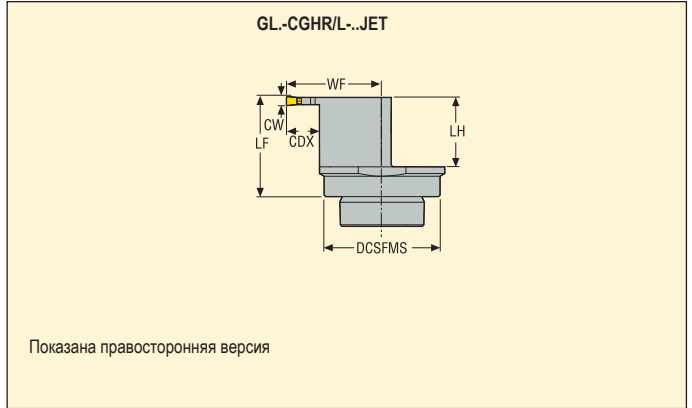 GL.-CGHR/L-..JET
WF
CW
CDX
LF
LH
DCSFMS
Показана правосторонняя версия